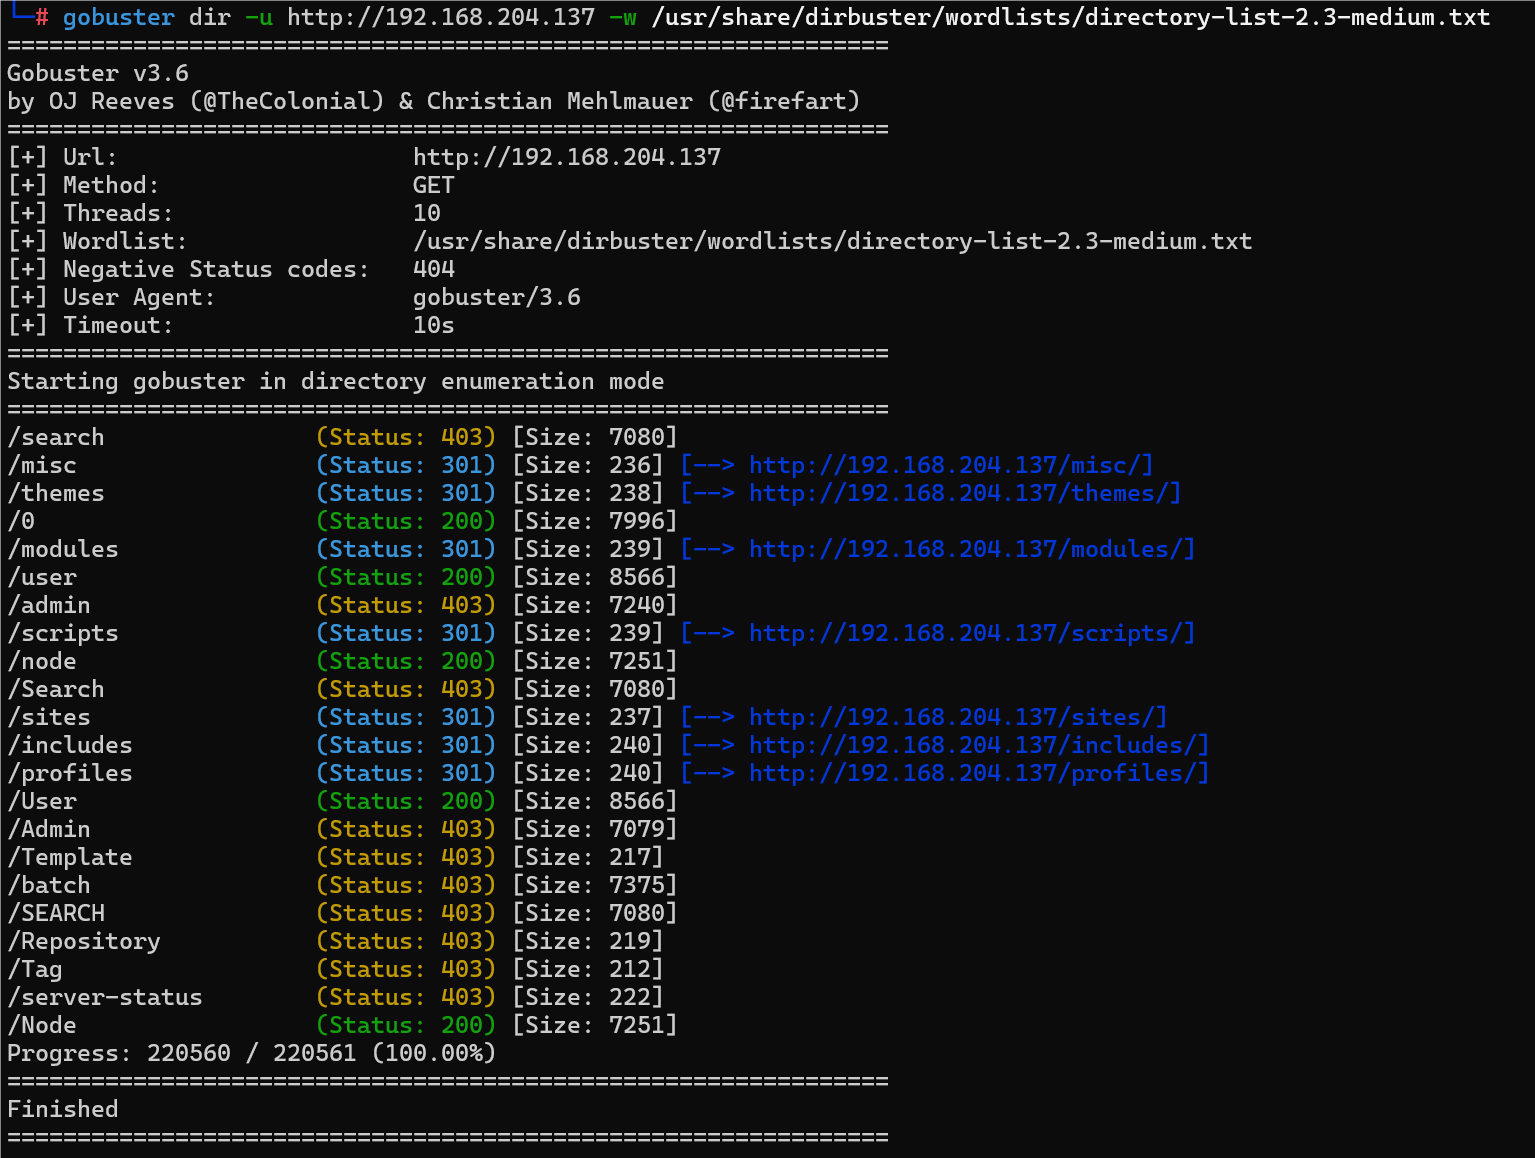 └─# gobuster dir -u http://192.168.204.137 -w /usr/share/dirbuster/wordlists/directory-list-2.3-medium.txt
===============================================================
Gobuster v3.6
by OJ Reeves (@TheColonial) & Christian Mehlmauer (@firefart)
===============================================================
[+] Url:                     http://192.168.204.137
[+] Method:                  GET
[+] Threads:                 10
[+] Wordlist:                /usr/share/dirbuster/wordlists/directory-list-2.3-medium.txt
[+] Negative Status codes:   404
[+] User Agent:              gobuster/3.6
[+] Timeout:                 10s
===============================================================
Starting gobuster in directory enumeration mode
===============================================================
/search               (Status: 403) [Size: 7080]
/misc                 (Status: 301) [Size: 236] [--> http://192.168.204.137/misc/]
/themes               (Status: 301) [Size: 238] [--> http://192.168.204.137/themes/]
/0                    (Status: 200) [Size: 7996]
/modules              (Status: 301) [Size: 239] [--> http://192.168.204.137/modules/]
/user                 (Status: 200) [Size: 8566]
/admin                (Status: 403) [Size: 7240]
/scripts              (Status: 301) [Size: 239] [--> http://192.168.204.137/scripts/]
/node                 (Status: 200) [Size: 7251]
/Search               (Status: 403) [Size: 7080]
/sites                (Status: 301) [Size: 237] [--> http://192.168.204.137/sites/]
/includes             (Status: 301) [Size: 240] [--> http://192.168.204.137/includes/]
/profiles             (Status: 301) [Size: 240] [--> http://192.168.204.137/profiles/]
/User                 (Status: 200) [Size: 8566]
/Admin                (Status: 403) [Size: 7079]
/Template             (Status: 403) [Size: 217]
/batch                (Status: 403) [Size: 7375]
/SEARCH               (Status: 403) [Size: 7080]
/Repository           (Status: 403) [Size: 219]
/Tag                  (Status: 403) [Size: 212]
/server-status        (Status: 403) [Size: 222]
/Node                 (Status: 200) [Size: 7251]
Progress: 220560 / 220561 (100.00%)
===============================================================
Finished
===============================================================